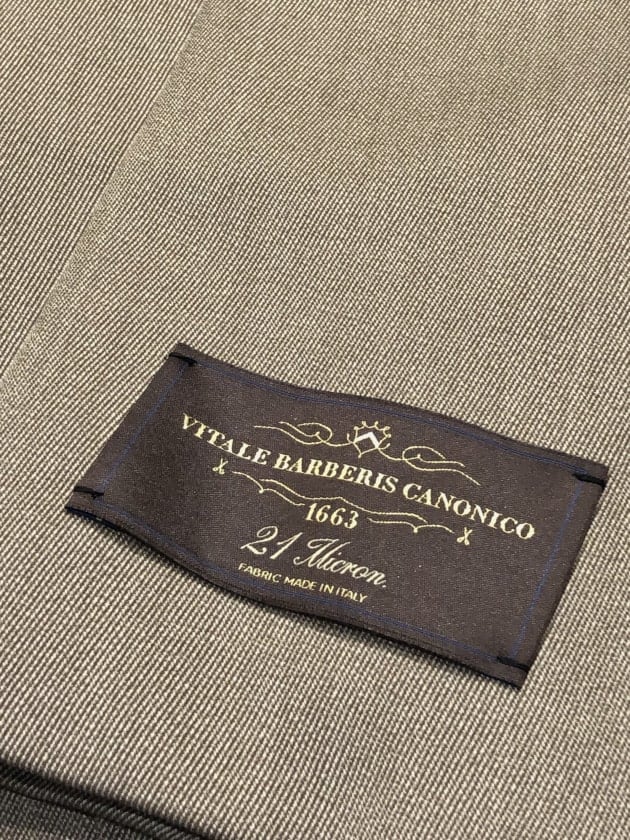 VITALE BARBERIS CANONICO
1663
21 Micron.
FABRIC MADE IN ITALY